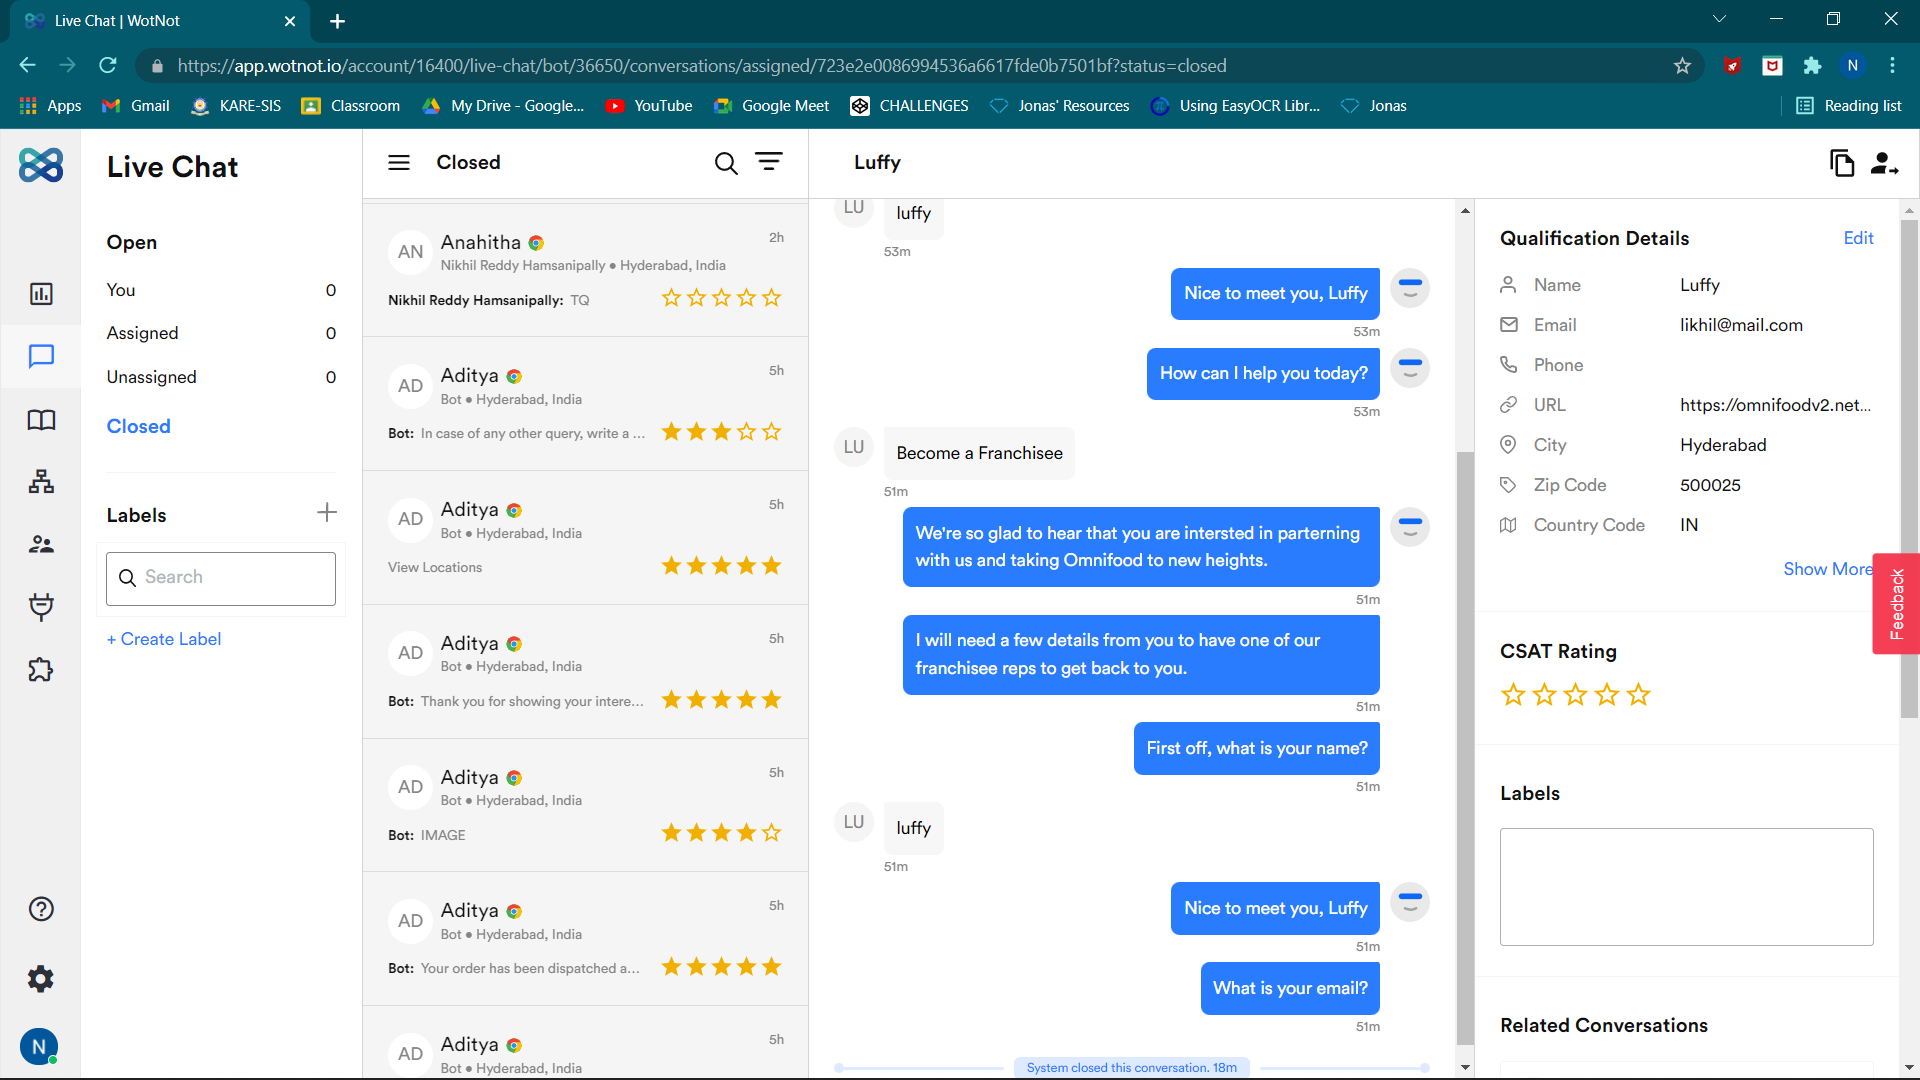 Live Chat | WotNot
https://app.wotnot.io/account/16400/live-chat/bot/36650/conversations/assigned/723e2e0086994536a6617fde0b7501bf?status=closed
N
Apps
Gmail
KARE-SIS
Classroom
My Drive - Google...
YouTube
Google Meet
CHALLENGES
Jonas' Resources
Using EasyOCR Libr...
Jonas
Reading list
Live Chat
Open
You 0
Assigned 0
Unassigned 0
Closed
Labels
Search
+ Create Label
N
Closed
AN
Anahitha
2h
Nikhil Reddy Hamsanipally • Hyderabad, India
Nikhil Reddy Hamsanipally: TQ
AD
Aditya
5h
Bot • Hyderabad, India
Bot: In case of any other query, write a ...
AD
Aditya
5h
Bot • Hyderabad, India
View Locations
AD
Aditya
5h
Bot • Hyderabad, India
Bot: Thank you for showing your intere...
AD
Aditya
5h
Bot • Hyderabad, India
Bot: IMAGE
AD
Aditya
5h
Bot • Hyderabad, India
Bot: Your order has been dispatched a...
AD
Aditya
5h
Bot • Hyderabad, India
Luffy
LU
luffy
53m
Nice to meet you, Luffy
53m
How can I help you today?
53m
LU
Become a Franchisee
51m
We're so glad to hear that you are intersted in parterning
with us and taking Omnifood to new heights.
51m
I will need a few details from you to have one of our
franchisee reps to get back to you.
51m
First off, what is your name?
51m
LU
luffy
51m
Nice to meet you, Luffy
51m
What is your email?
51m
System closed this conversation. 18m
Qualification Details
Edit
Name Luffy
Email likhil@mail.com
Phone
URL https://omnifoodv2.net...
City Hyderabad
Zip Code 500025
Country Code IN
Show More
Feedback
CSAT Rating
Labels
Related Conversations